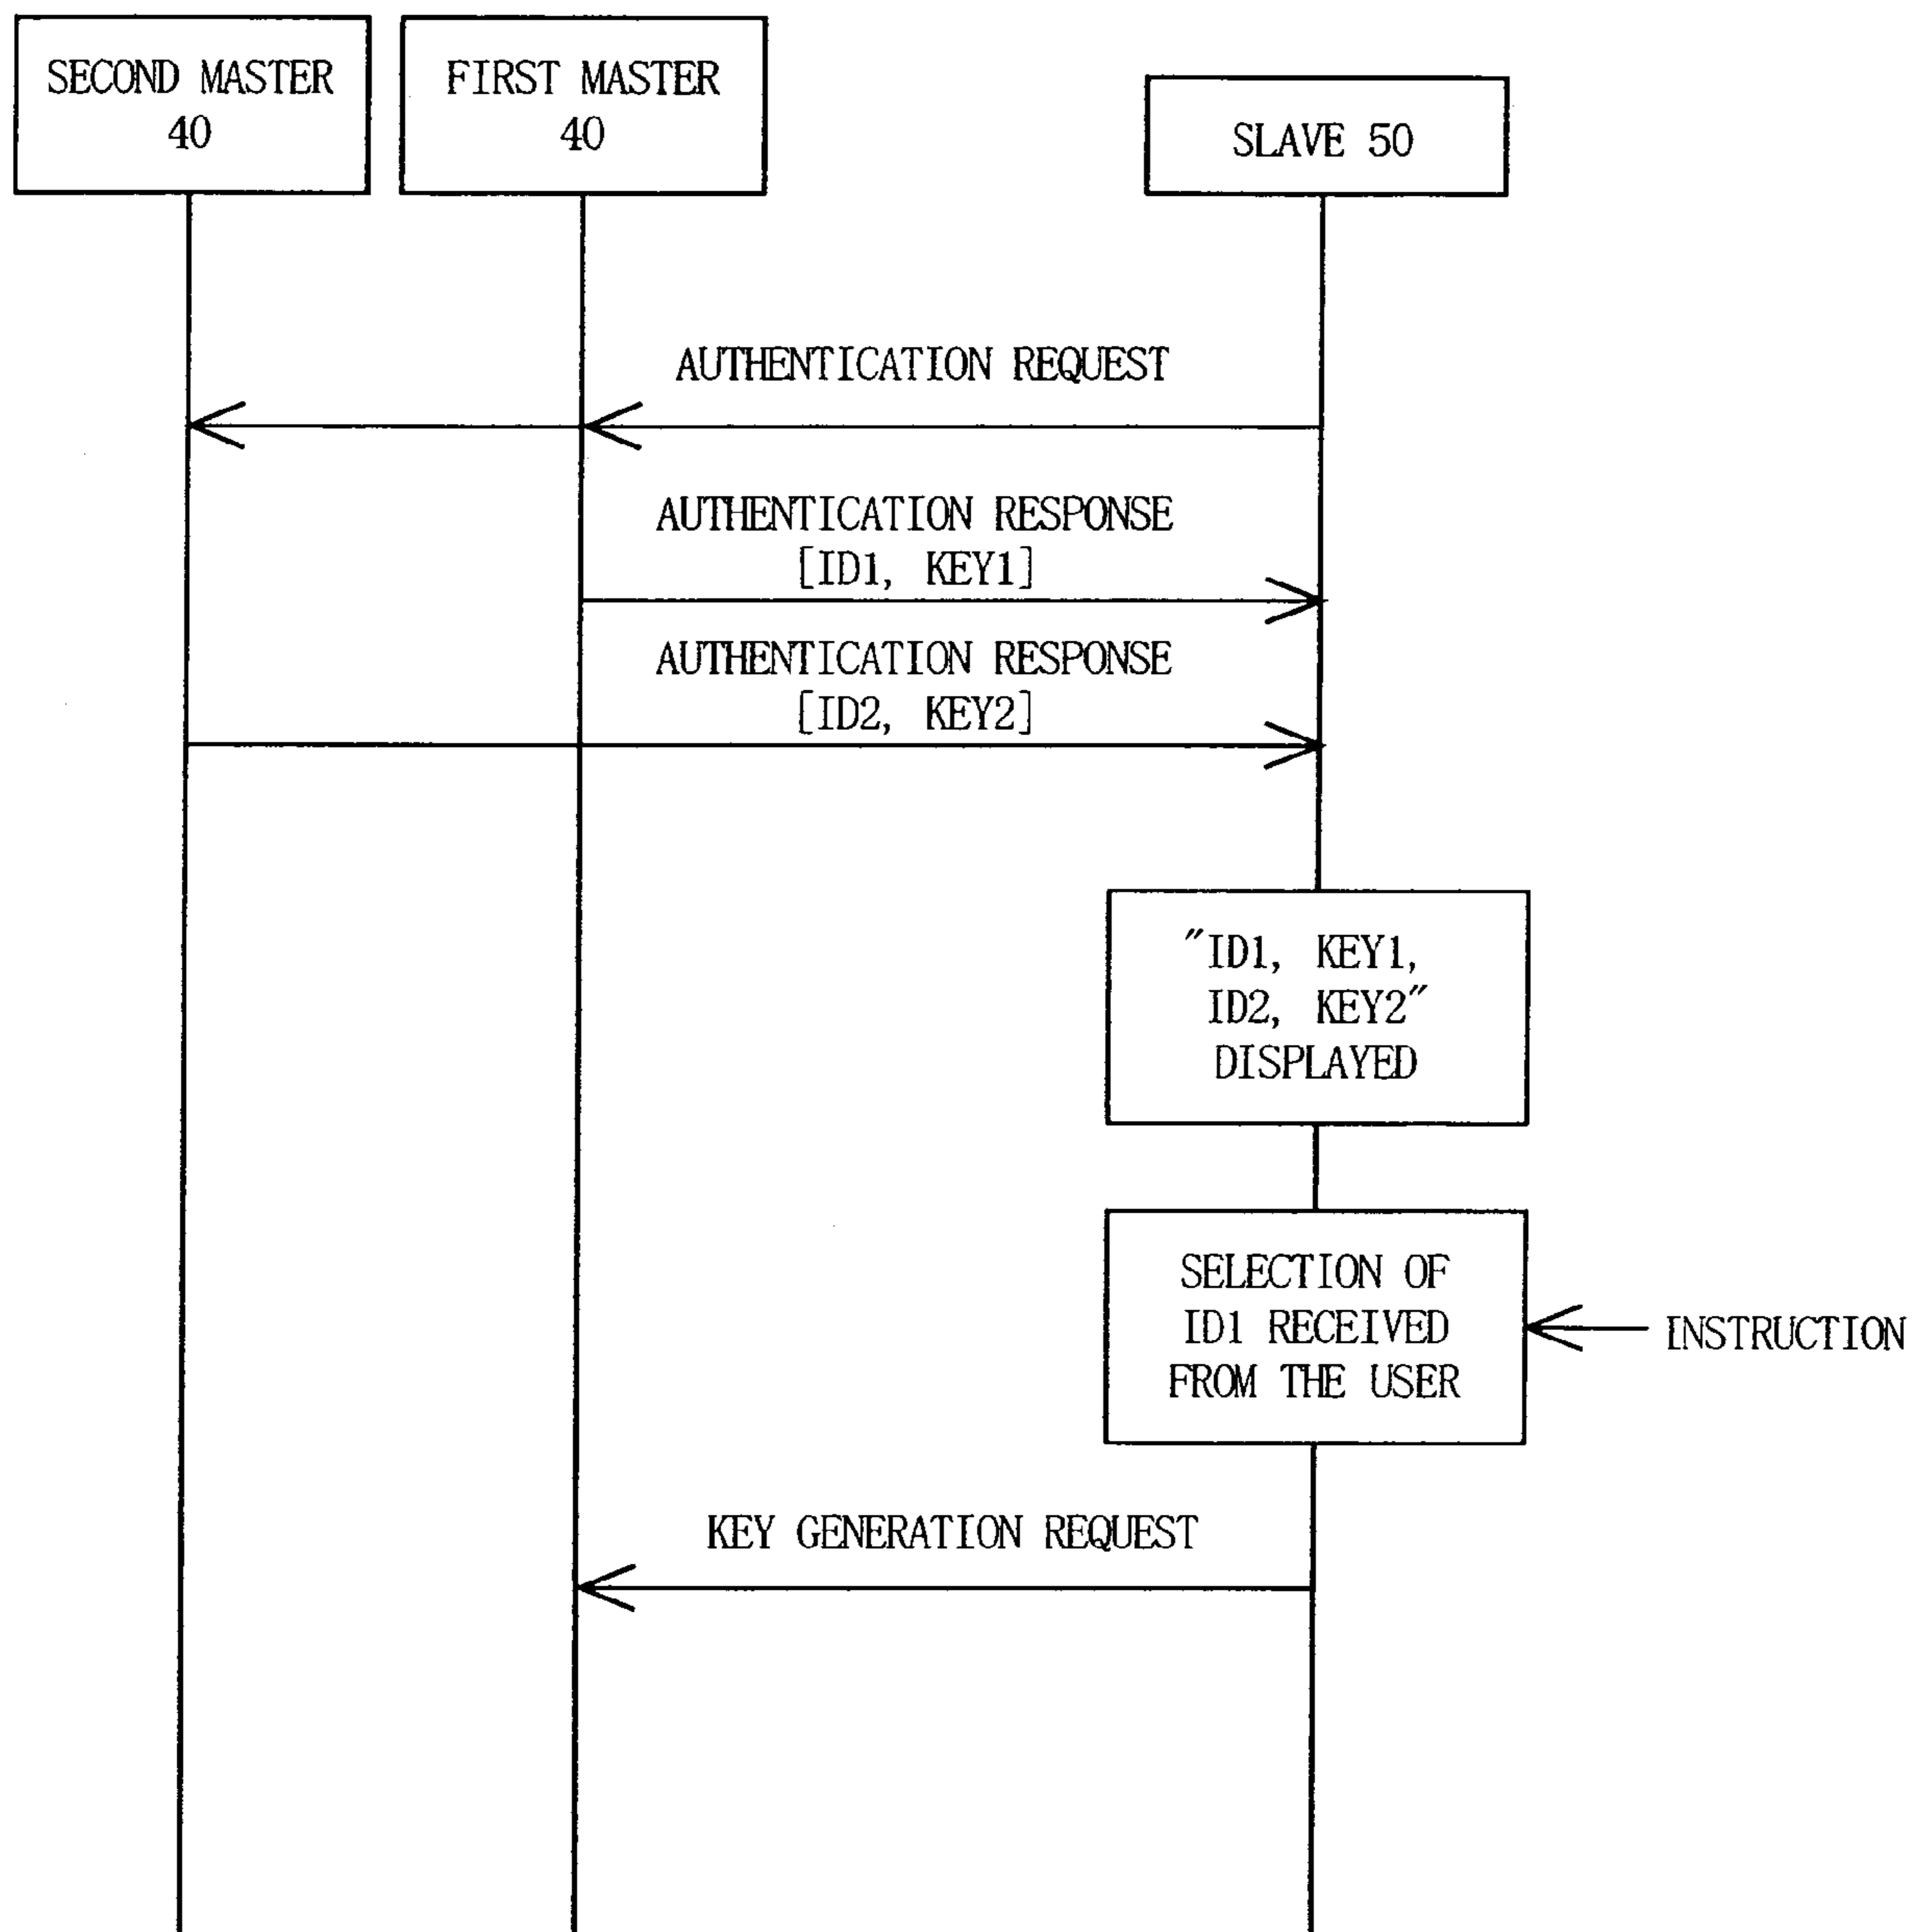 SECOND MASTER
40
FIRST MASTER
40
SLAVE 50
AUTHENTICATION REQUEST
AUTHENTICATION RESPONSE
[ID1, KEY1]
AUTHENTICATION RESPONSE
[ID2, KEY2]
"ID1, KEY1,
ID2, KEY2"
DISPLAYED
SELECTION OF
ID1 RECEIVED
FROM THE USER
INSTRUCTION
KEY GENERATION REQUEST